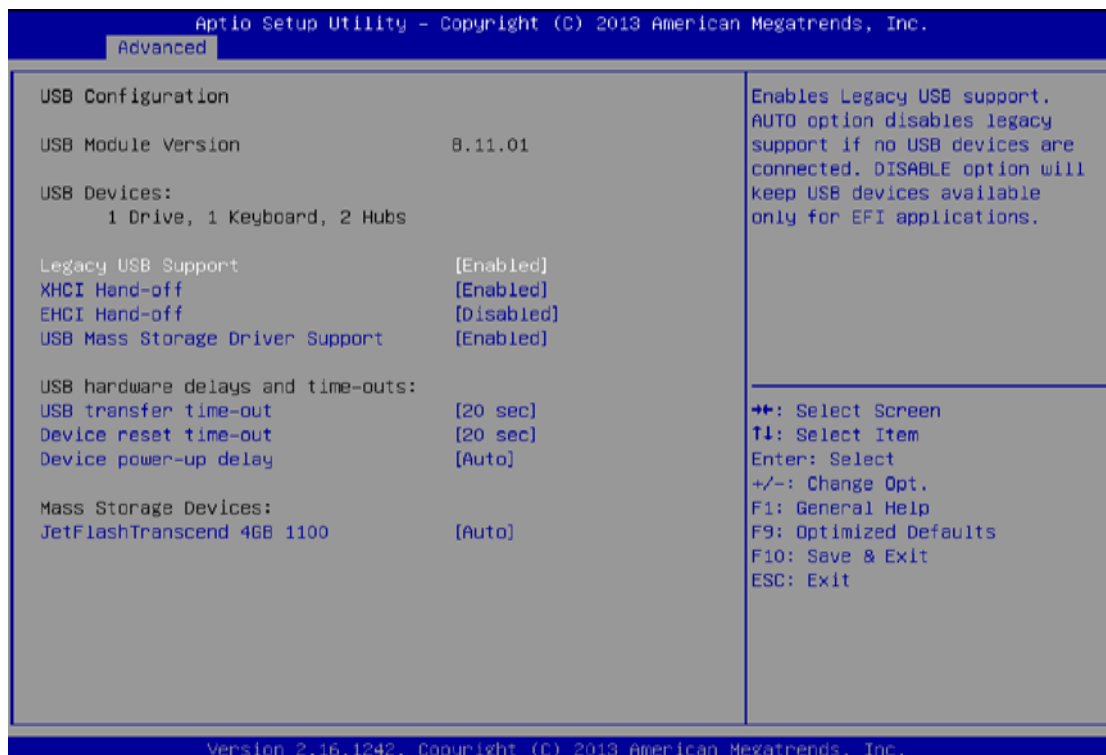 Aptio Setup Utility – Copyright (C) 2013 American Megatrends, Inc.
Advanced
USB Configuration
USB Module Version 8.11.01
USB Devices:
1 Drive, 1 Keyboard, 2 Hubs
Legacy USB Support [Enabled]
XHCI Hand-off [Enabled]
EHCI Hand-off [Disabled]
USB Mass Storage Driver Support [Enabled]
USB hardware delays and time-outs:
USB transfer time-out [20 sec]
Device reset time-out [20 sec]
Device power-up delay [Auto]
Mass Storage Devices:
JetFlashTranscend 4GB 1100 [Auto]
Enables Legacy USB support.
AUTO option disables legacy
support if no USB devices are
connected. DISABLE option will
keep USB devices available
only for EFI applications.
→←: Select Screen
↑↓: Select Item
Enter: Select
+/-: Change Opt.
F1: General Help
F9: Optimized Defaults
F10: Save & Exit
ESC: Exit
Version 2.16.1242. Copyright (C) 2013 American Megatrends, Inc.